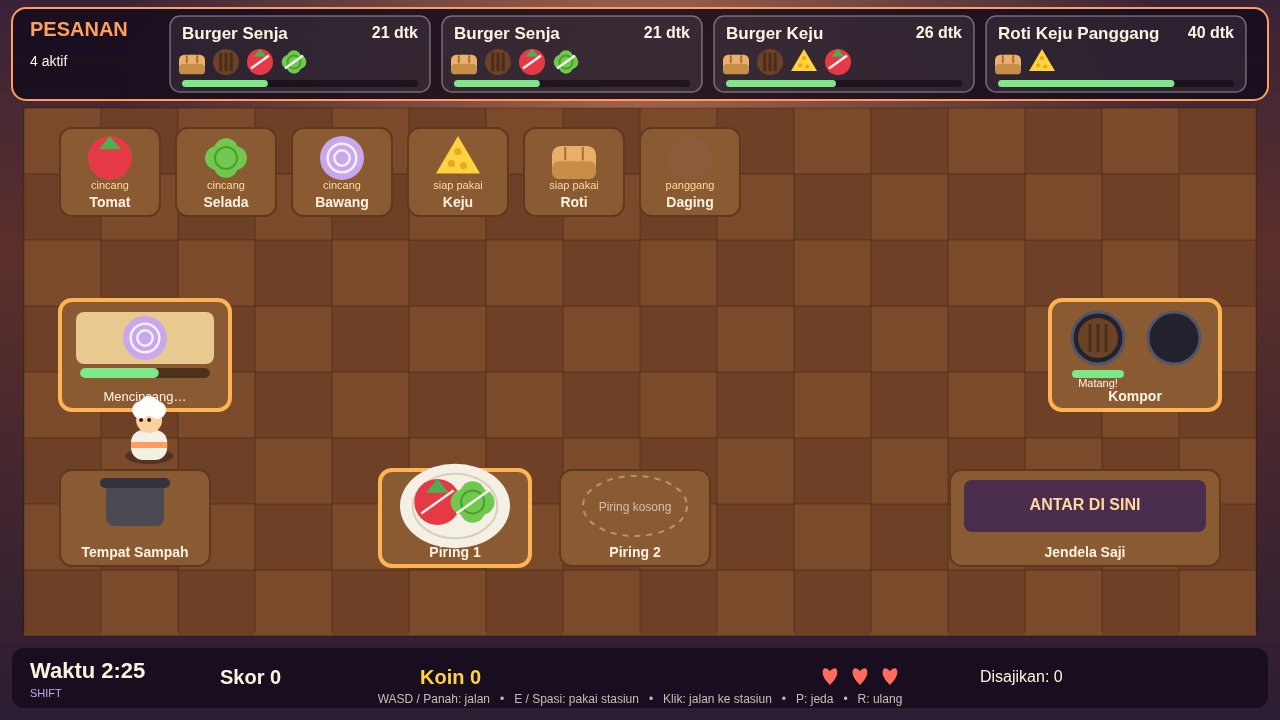 PESANAN
4 aktif
Burger Senja 21 dtk
Burger Senja 21 dtk
Burger Keju 26 dtk
Roti Keju Panggang 40 dtk
cincang
Tomat
cincang
Selada
cincang
Bawang
siap pakai
Keju
siap pakai
Roti
panggang
Daging
Mencincang…
Matang!
Kompor
Tempat Sampah
Piring 1
Piring kosong
Piring 2
ANTAR DI SINI
Jendela Saji
Waktu 2:25
SHIFT
Skor 0
Koin 0
Disajikan: 0
WASD / Panah: jalan • E / Spasi: pakai stasiun • Klik: jalan ke stasiun • P: jeda • R: ulang